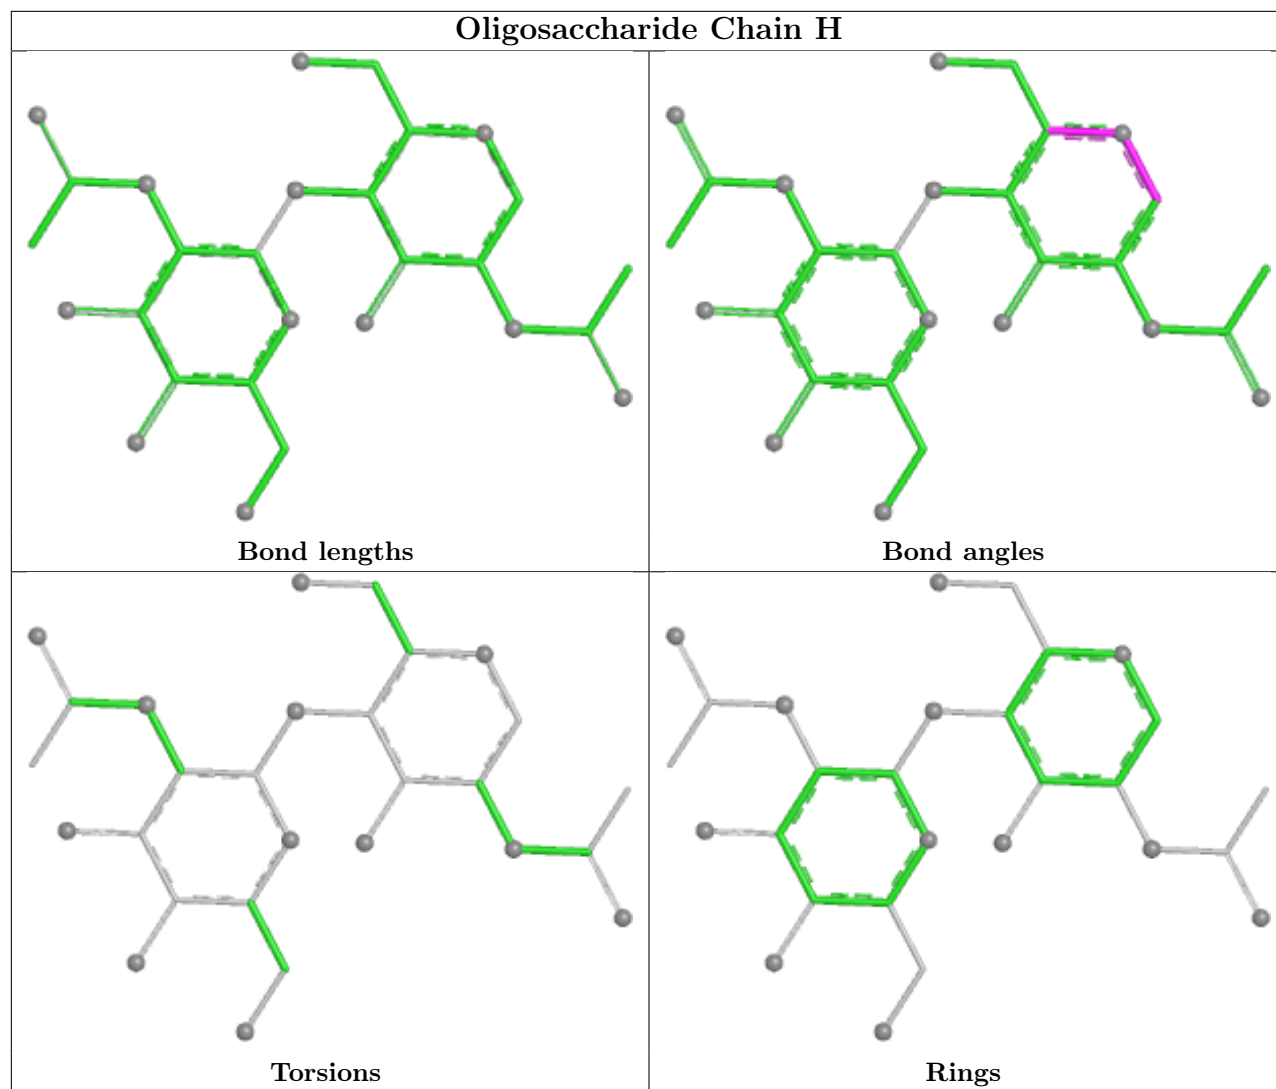 Oligosaccharide Chain H
Bond lengths
Bond angles
Torsions
Rings